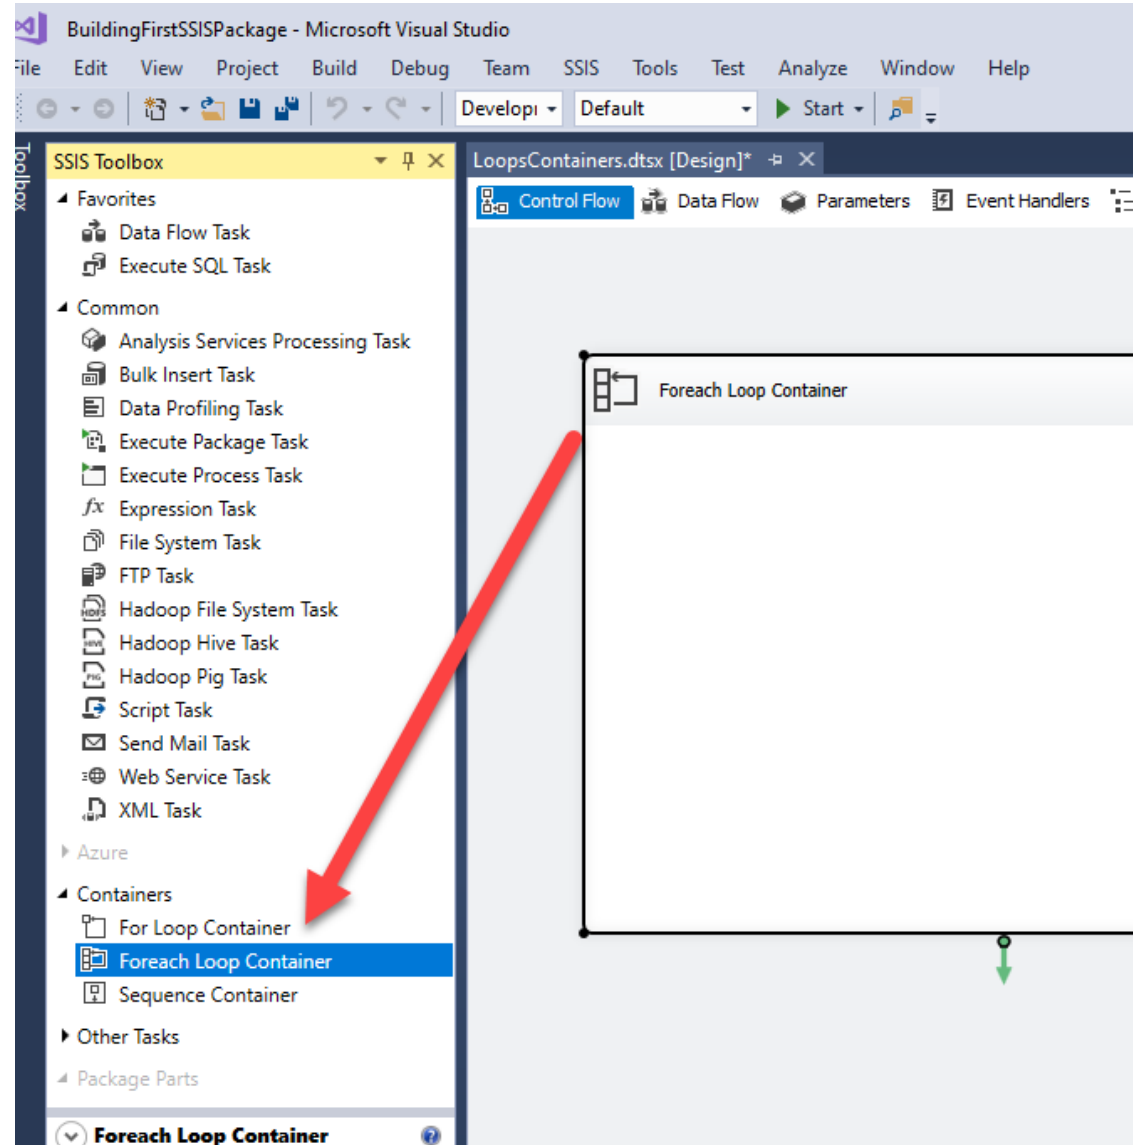 BuildingFirstSSISPackage - Microsoft Visual Studio
File Edit View Project Build Debug Team SSIS Tools Test Analyze Window Help
Develop Default Start
Toolbox
SSIS Toolbox
LoopsContainers.dtsx [Design]*
Control Flow Data Flow Parameters Event Handlers
Favorites
Data Flow Task
Execute SQL Task
Common
Analysis Services Processing Task
Bulk Insert Task
Data Profiling Task
Execute Package Task
Execute Process Task
fx Expression Task
File System Task
FTP Task
HDFS Hadoop File System Task
HIVE Hadoop Hive Task
PIG Hadoop Pig Task
Script Task
Send Mail Task
Web Service Task
XML Task
Azure
Containers
For Loop Container
Foreach Loop Container
Sequence Container
Other Tasks
Package Parts
Foreach Loop Container
Foreach Loop Container